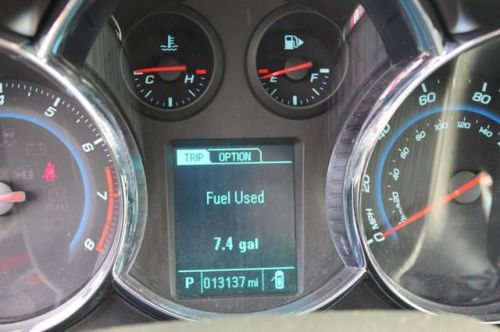 C H
E F
4 5 6 7 8
TRIP OPTION
Fuel Used
7.4 gal
P 013137 mi
0 20 40 60 80
MPH
120 140